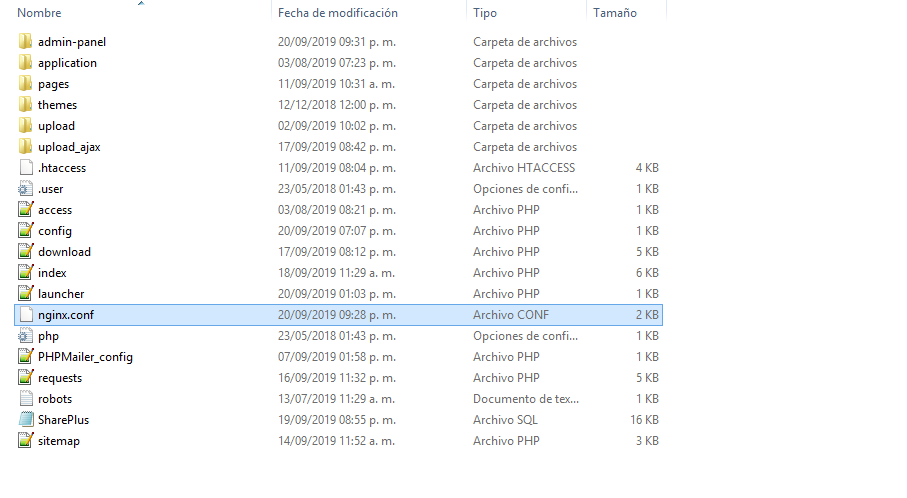 Nombre Fecha de modificación Tipo Tamaño
admin-panel 20/09/2019 09:31 p. m. Carpeta de archivos
application 03/08/2019 07:23 p. m. Carpeta de archivos
pages 11/09/2019 10:31 a. m. Carpeta de archivos
themes 12/12/2018 12:00 p. m. Carpeta de archivos
upload 02/09/2019 10:02 p. m. Carpeta de archivos
upload_ajax 17/09/2019 08:42 p. m. Carpeta de archivos
.htaccess 11/09/2019 08:04 p. m. Archivo HTACCESS 4 KB
.user 23/05/2018 01:43 p. m. Opciones de confi... 1 KB
access 03/08/2019 08:21 p. m. Archivo PHP 1 KB
config 20/09/2019 07:07 p. m. Archivo PHP 1 KB
download 17/09/2019 08:12 p. m. Archivo PHP 5 KB
index 18/09/2019 11:29 a. m. Archivo PHP 6 KB
launcher 20/09/2019 01:03 p. m. Archivo PHP 1 KB
nginx.conf 20/09/2019 09:28 p. m. Archivo CONF 2 KB
php 23/05/2018 01:43 p. m. Opciones de confi... 1 KB
PHPMailer_config 07/09/2019 01:58 p. m. Archivo PHP 1 KB
requests 16/09/2019 11:32 p. m. Archivo PHP 5 KB
robots 13/07/2019 11:29 a. m. Documento de tex... 1 KB
SharePlus 19/09/2019 08:55 p. m. Archivo SQL 16 KB
sitemap 14/09/2019 11:52 a. m. Archivo PHP 3 KB